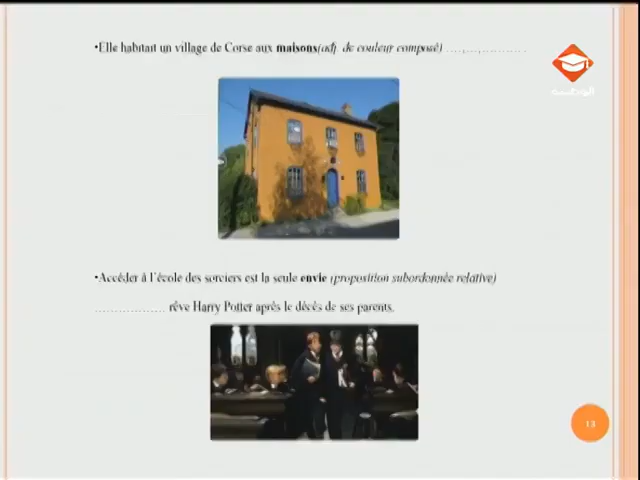 •Elle habitait un village de Corse aux maisons(adj. de couleur composé) ....,...,..........
•Accéder à l'école des sorciers est la seule envie (proposition subordonnée relative)
.................. rêve Harry Potter après le décès de ses parents.
13